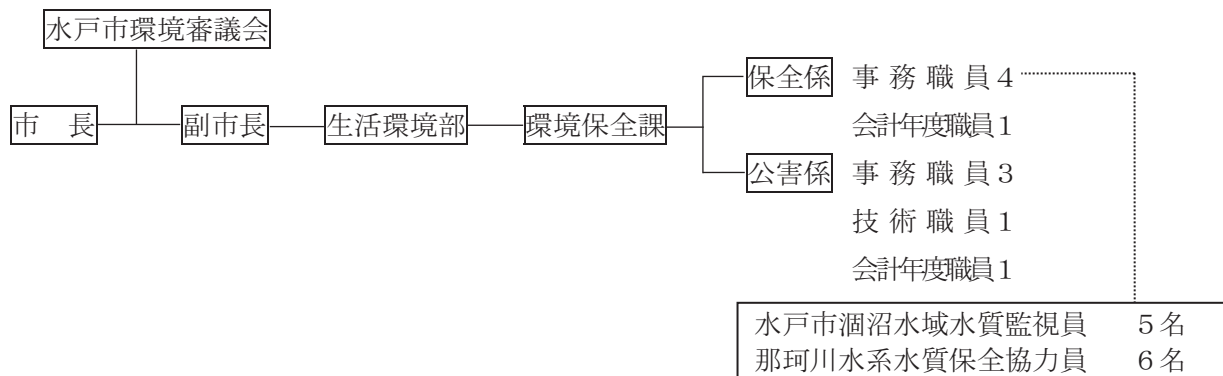 水戸市環境審議会
市　長
副市長
生活環境部
環境保全課
保全係 事務職員4
会計年度職員1
公害係 事務職員3
技術職員1
会計年度職員1
水戸市涸沼水域水質監視員　5名
那珂川水系水質保全協力員　6名